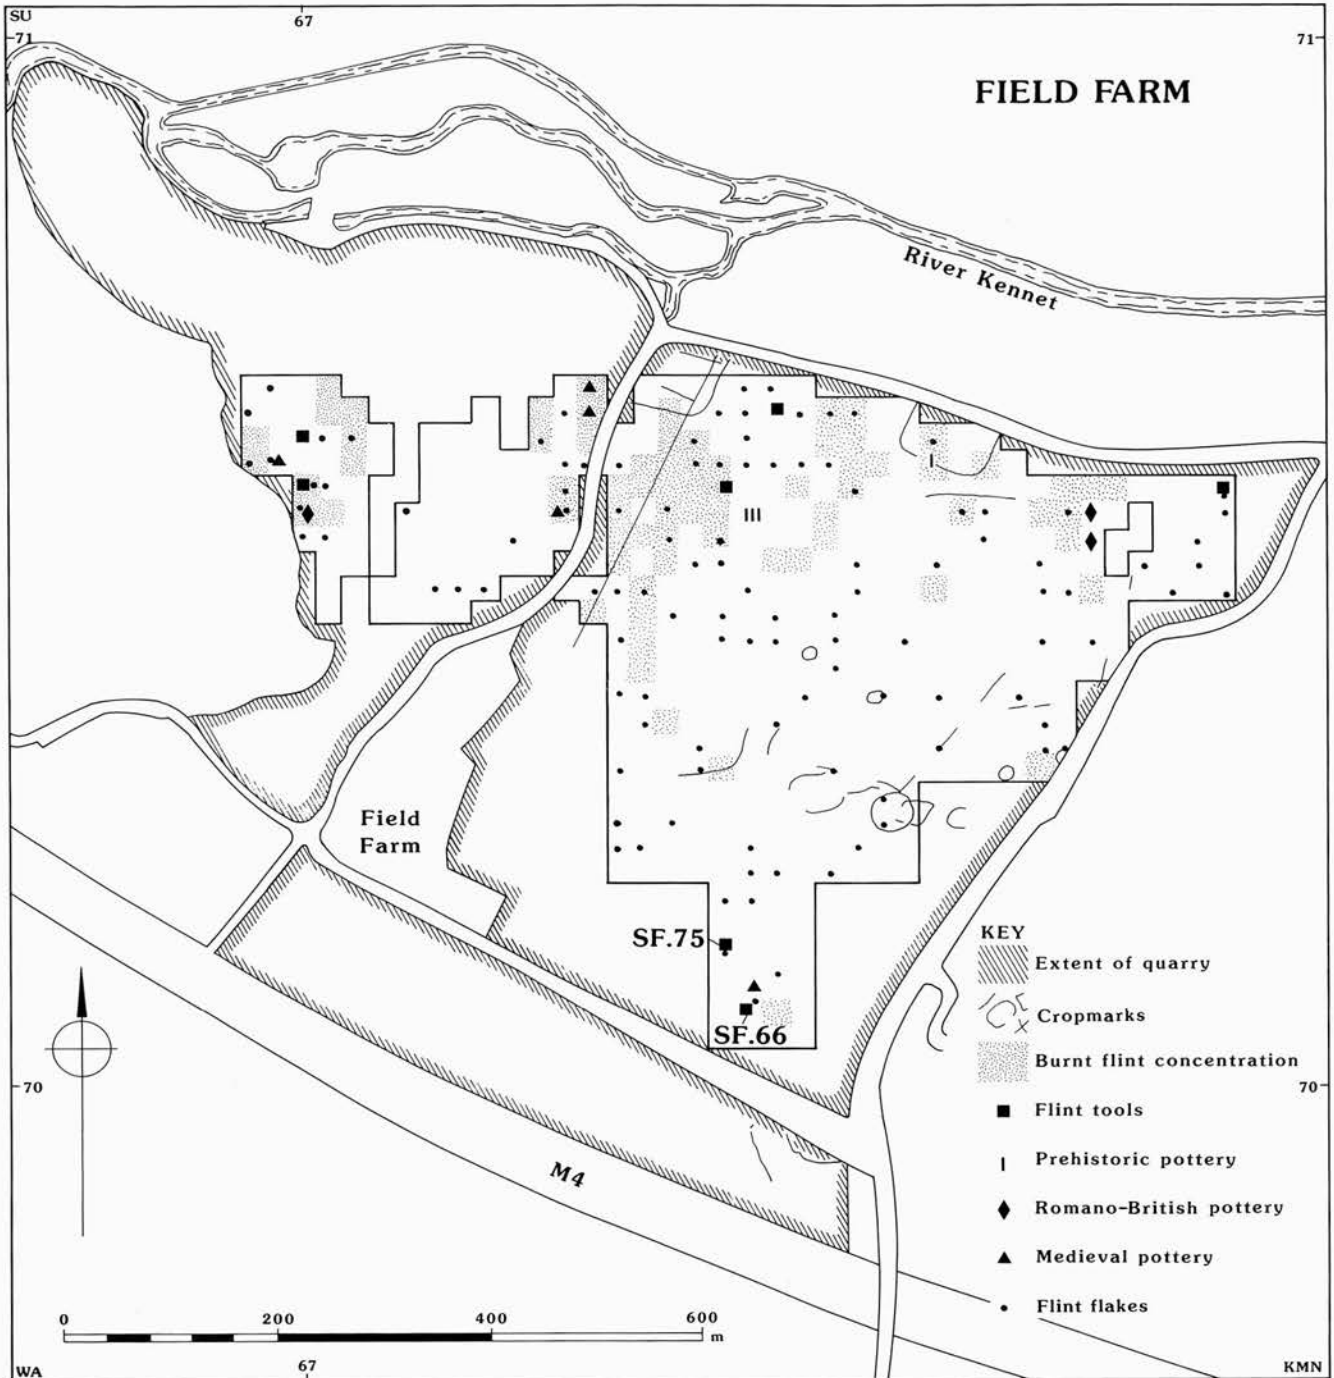 SU
67
71
71
FIELD FARM
River Kennet
III
I
Field
Farm
SF.75
SF.66
M4
70
70
KEY
Extent of quarry
Cropmarks
Burnt flint concentration
Flint tools
Prehistoric pottery
Romano-British pottery
Medieval pottery
Flint flakes
0 200 400 600
m
WA
67
KMN